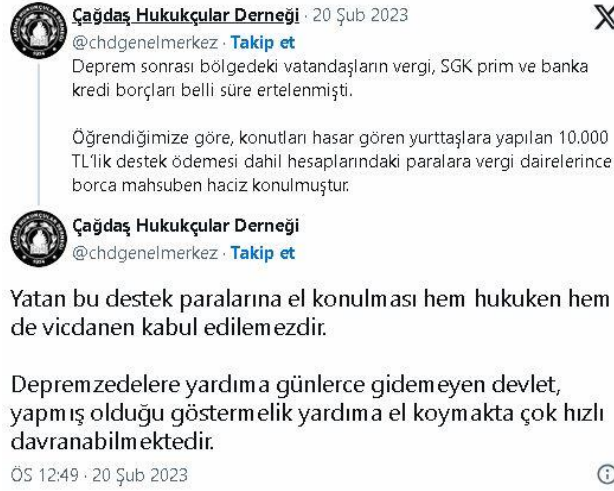 Çağdaş Hukukçular Derneği · 20 Şub 2023
@chdgenelmerkez · Takip et
Deprem sonrası bölgedeki vatandaşların vergi, SGK prim ve banka
kredi borçları belli süre ertelenmişti.
Öğrendiğimize göre, konutları hasar gören yurttaşlara yapılan 10.000
TL'lik destek ödemesi dahil hesaplarındaki paralara vergi dairelerince
borca mahsuben haciz konulmuştur.
Çağdaş Hukukçular Derneği
@chdgenelmerkez · Takip et
Yatan bu destek paralarına el konulması hem hukuken hem
de vicdanen kabul edilemezdir.
Depremzedelere yardıma günlerce gidemeyen devlet,
yapmış olduğu göstermelik yardıma el koymakta çok hızlı
davranabilmektedir.
ÖS 12:49 · 20 Şub 2023